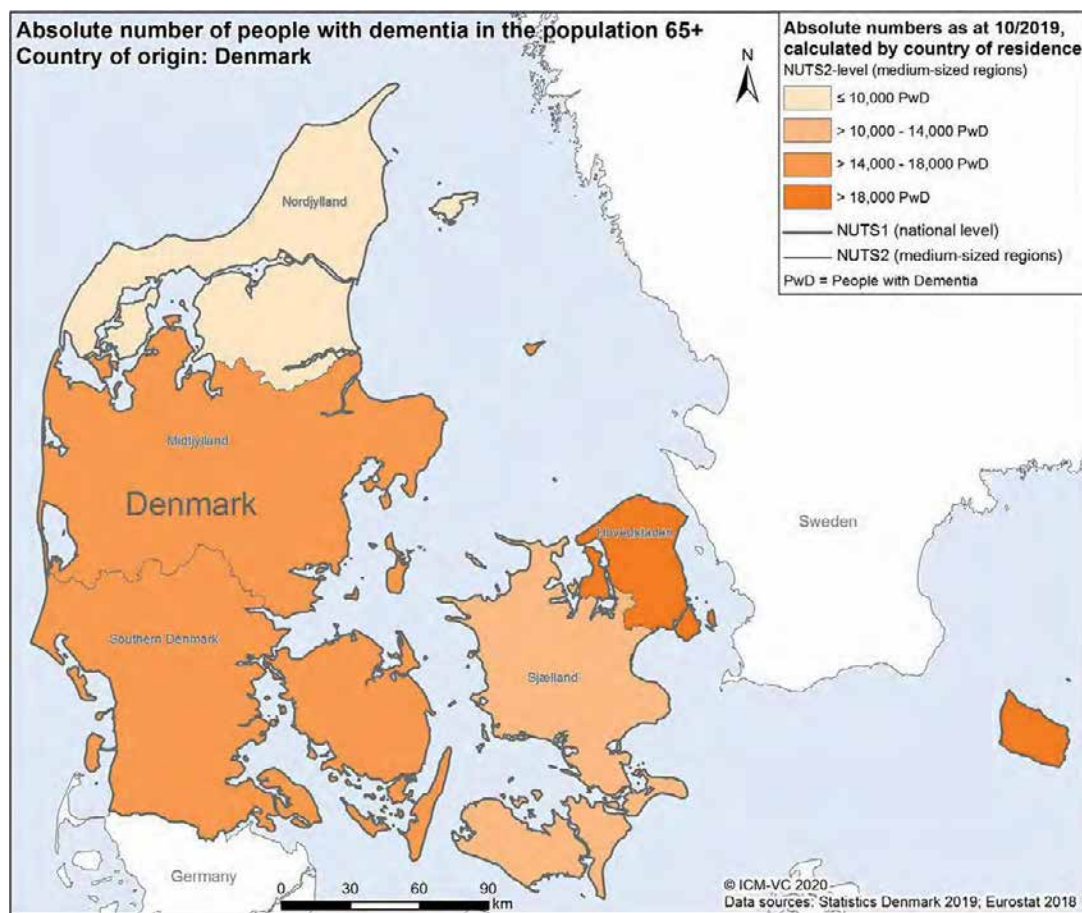 Absolute number of people with dementia in the population 65+
Country of origin: Denmark
Absolute numbers as at 10/2019,
calculated by country of residence
NUTS2-level (medium-sized regions)
≤ 10,000 PwD
> 10,000 - 14,000 PwD
> 14,000 - 18,000 PwD
> 18,000 PwD
NUTS1 (national level)
NUTS2 (medium-sized regions)
PwD = People with Dementia
N
Nordjylland
Midtjylland
Denmark
Hovedstaden
Sweden
Southern Denmark
Sjælland
Germany
0 30 60 90
km
© ICM-VC 2020
Data sources: Statistics Denmark 2019; Eurostat 2018